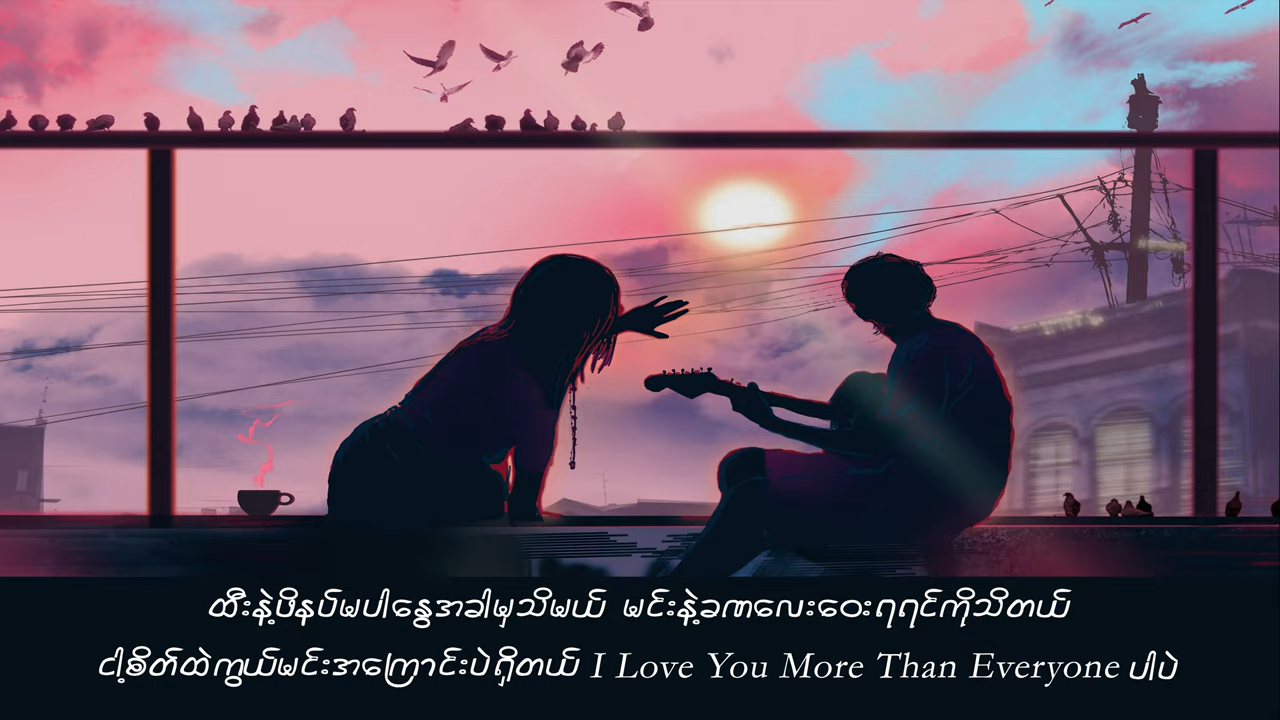 ထီးနဲ့ဖိနပ်မပါနွေအခါမှသိမယ် မင်းနဲ့ခဏလေးဝေးရရင်ကိုသိတယ်
ငါ့စိတ်ထဲကွယ်မင်းအကြောင်းပဲရှိတယ် I Love You More Than Everyone ပါပဲ